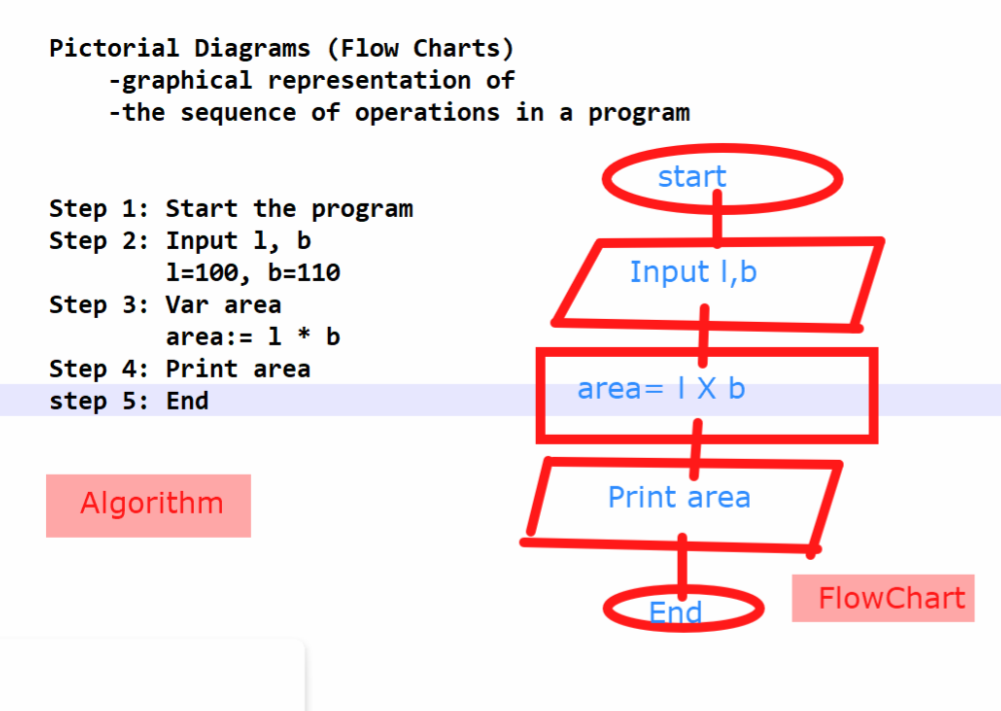 Pictorial Diagrams (Flow Charts)
-graphical representation of
-the sequence of operations in a program
Step 1: Start the program
Step 2: Input l, b
l=100, b=110
Step 3: Var area
area:= l * b
Step 4: Print area
step 5: End
Algorithm
start
Input l,b
area= l X b
Print area
End
FlowChart